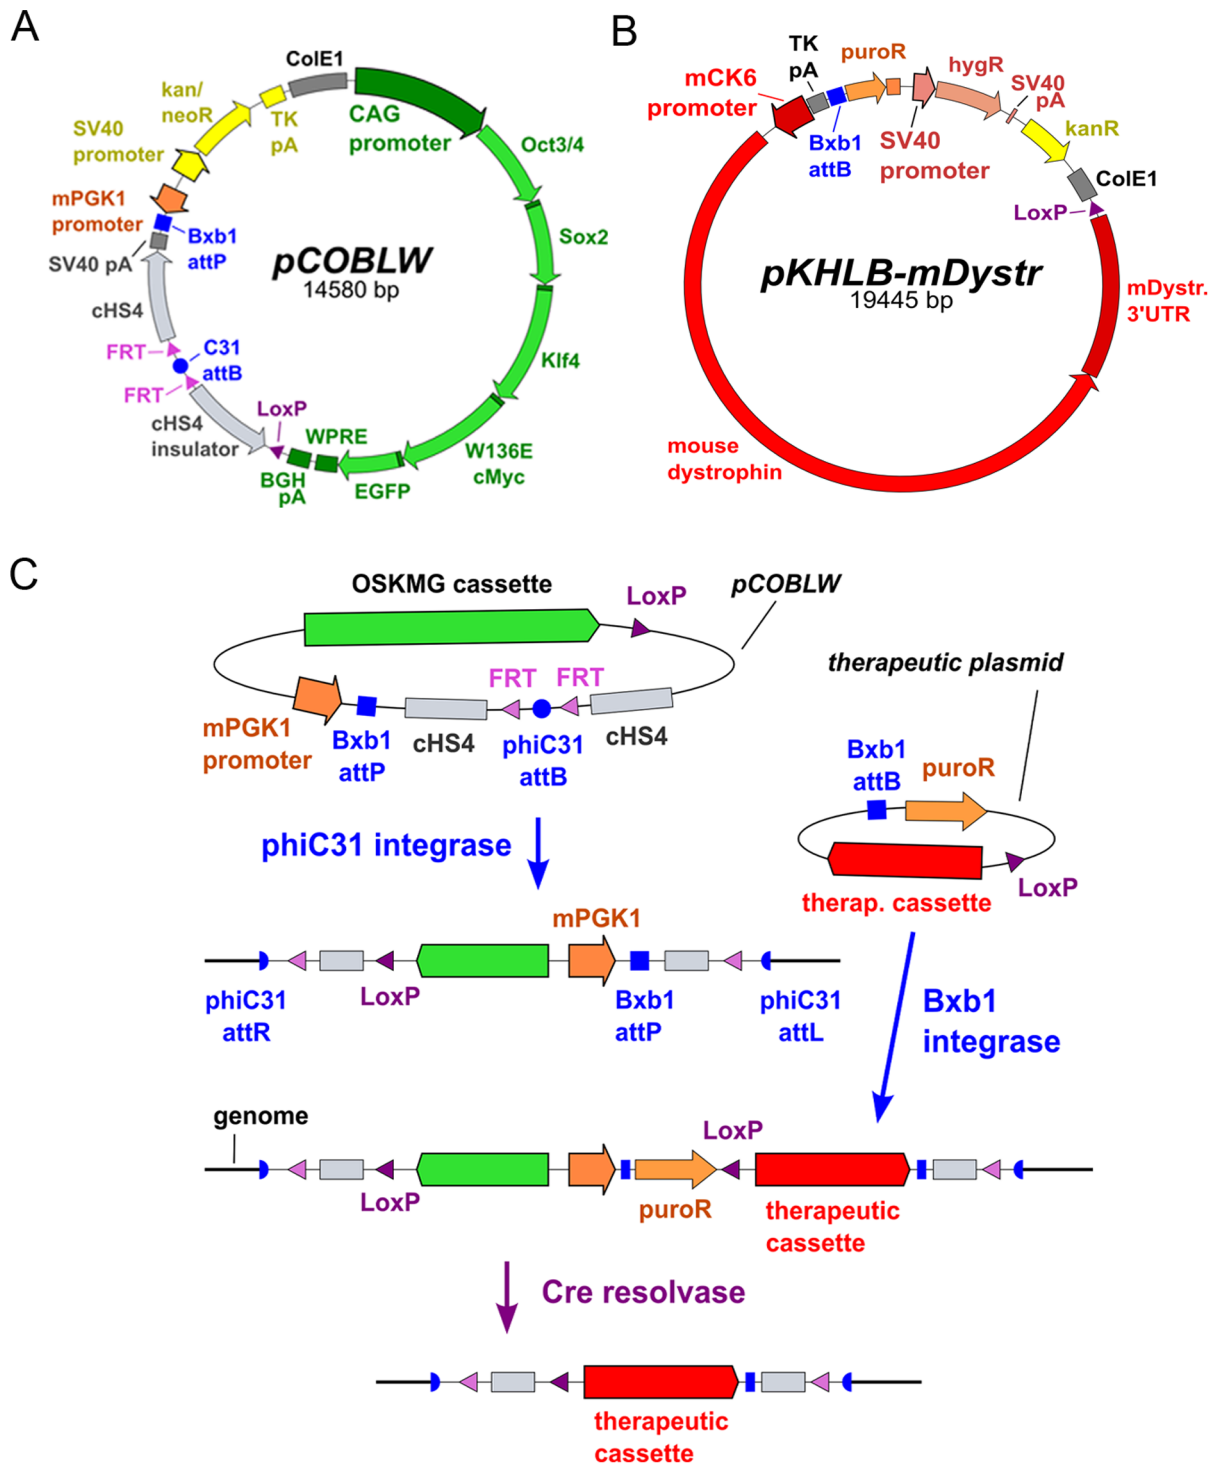 A
ColE1
kan/
neoR
TK
pA
SV40
promoter
mPGK1
promoter
Bxb1
attP
SV40 pA
cHS4
FRT
C31
attB
FRT
cHS4
insulator
LoxP
WPRE
BGH
pA
EGFP
W136E
cMyc
Klf4
Sox2
Oct3/4
CAG
promoter
pCOBLW
14580 bp
B
TK
pA
puroR
hygR
SV40
pA
kanR
ColE1
LoxP
mCK6
promoter
Bxb1
attB
SV40
promoter
pKHLB-mDystr
19445 bp
mDystr.
3'UTR
mouse
dystrophin
C
OSKMG cassette
LoxP
pCOBLW
FRT FRT
mPGK1
promoter
Bxb1
attP
cHS4
phiC31
attB
cHS4
therapeutic plasmid
Bxb1
attB
puroR
LoxP
therap. cassette
phiC31 integrase
mPGK1
phiC31
attR
LoxP
Bxb1
attP
phiC31
attL
Bxb1
integrase
genome
LoxP
LoxP
puroR
therapeutic
cassette
Cre resolvase
therapeutic
cassette